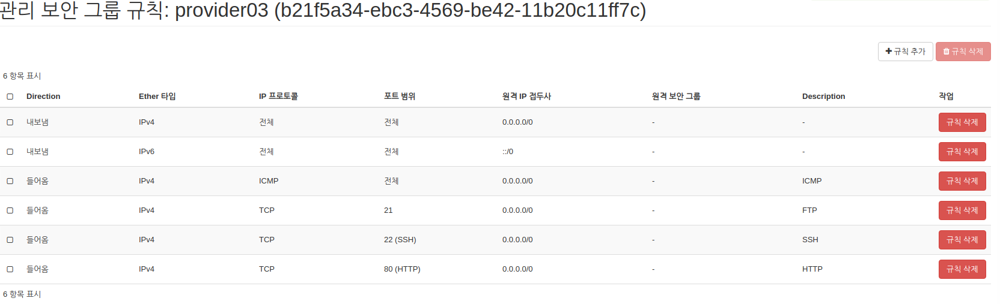 관리 보안 그룹 규칙: provider03 (b21f5a34-ebc3-4569-be42-11b20c11ff7c)
규칙 추가 규칙 삭제
6 항목 표시
Direction Ether 타입 IP 프로토콜 포트 범위 원격 IP 접두사 원격 보안 그룹 Description 작업
내보냄 IPv4 전체 전체 0.0.0.0/0 - - 규칙 삭제
내보냄 IPv6 전체 전체 ::/0 - - 규칙 삭제
들어옴 IPv4 ICMP 전체 0.0.0.0/0 - ICMP 규칙 삭제
들어옴 IPv4 TCP 21 0.0.0.0/0 - FTP 규칙 삭제
들어옴 IPv4 TCP 22 (SSH) 0.0.0.0/0 - SSH 규칙 삭제
들어옴 IPv4 TCP 80 (HTTP) 0.0.0.0/0 - HTTP 규칙 삭제
6 항목 표시